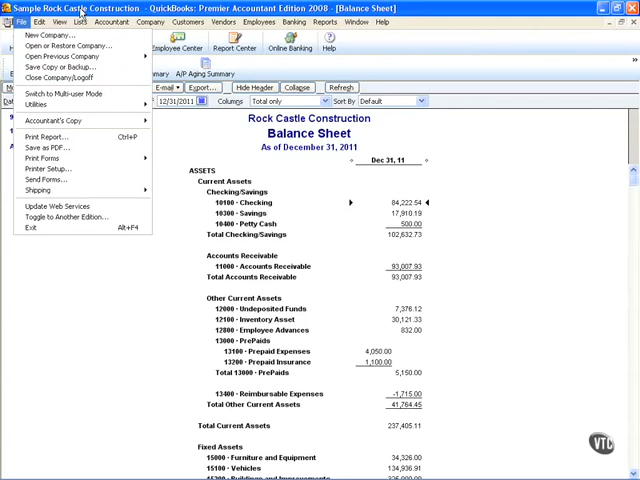 Sample Rock Castle Construction - QuickBooks: Premier Accountant Edition 2008 - [Balance Sheet]
File Edit View Lists Accountant Company Customers Vendors Employees Banking Reports Window Help
New Company...
Open or Restore Company...
Open Previous Company
Save Copy or Backup...
Close Company/Logoff
Switch to Multi-user Mode
Utilities
Accountant's Copy
Print Report... Ctrl+P
Save as PDF...
Print Forms
Printer Setup...
Send Forms...
Shipping
Update Web Services
Toggle to Another Edition...
Exit Alt+F4
Employee Center Report Center Online Banking Help
mmary A/P Aging Summary
E-mail Export... Hide Header Collapse Refresh
Da 12/31/2011 Columns Total only Sort By Default
Rock Castle Construction
Balance Sheet
As of December 31, 2011
Dec 31, 11
ASSETS
Current Assets
Checking/Savings
10100 · Checking 84,222.54
10300 · Savings 17,910.19
10400 · Petty Cash 500.00
Total Checking/Savings 102,632.73
Accounts Receivable
11000 · Accounts Receivable 93,007.93
Total Accounts Receivable 93,007.93
Other Current Assets
12000 · Undeposited Funds 7,376.12
12100 · Inventory Asset 30,121.33
12800 · Employee Advances 832.00
13000 · PrePaids
13100 · Prepaid Expenses 4,050.00
13200 · Prepaid Insurance 1,100.00
Total 13000 · PrePaids 5,150.00
13400 · Reimbursable Expenses -1,715.00
Total Other Current Assets 41,764.45
Total Current Assets 237,405.11
Fixed Assets
15000 · Furniture and Equipment 34,326.00
15100 · Vehicles 134,936.91
15200 · Buildings and Improvements 325,000.00
VTC